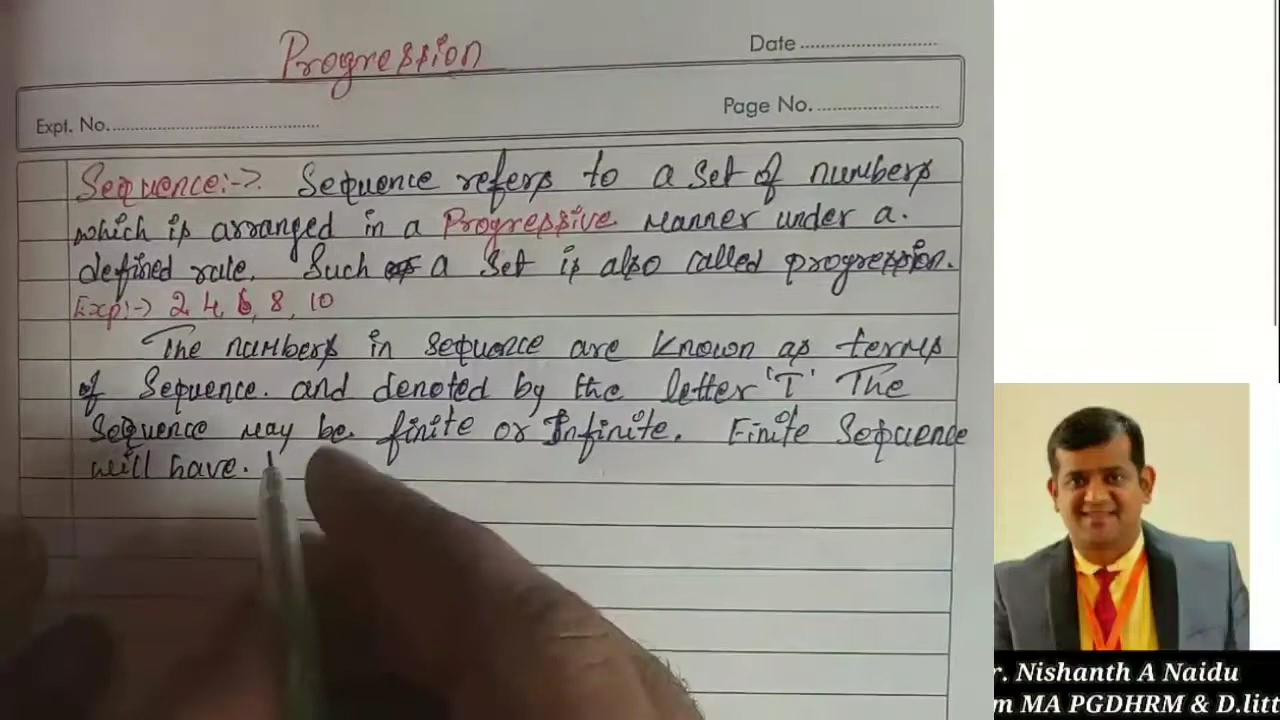 Progression
Date
Page No.
Expt. No.
Sequence:-> Sequence refers to a set of numbers
which is arranged in a Progressive manner under a.
defined rule. Such a set is also called progression.
Exp:-> 2, 4, 6, 8, 10
The numbers in sequence are known as terms
of sequence. and denoted by the letter 'T' The
Sequence may be finite or Infinite. Finite Sequence
will have.
r. Nishanth A Naidu
m MA PGDHRM & D.litt